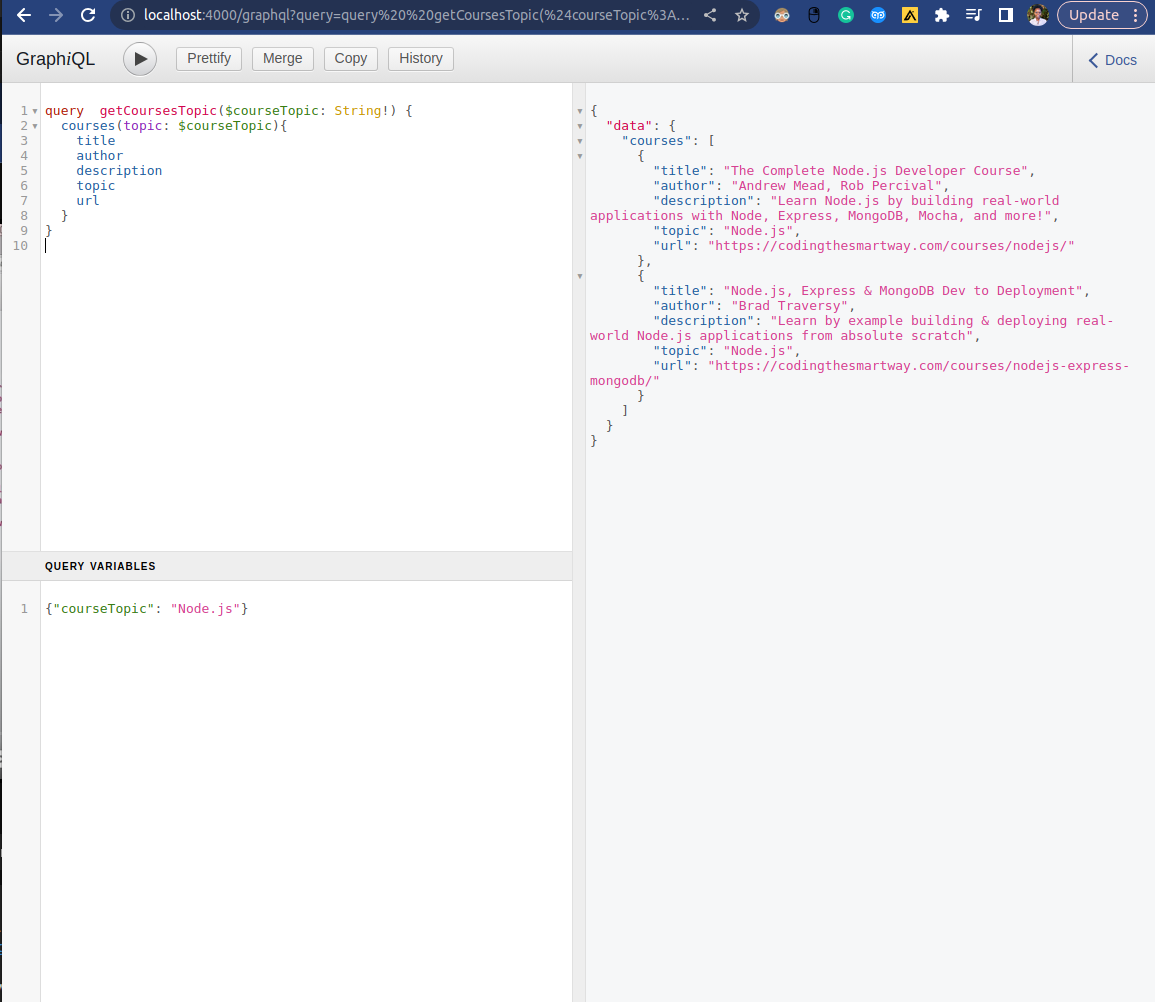 localhost:4000/graphql?query=query%20%20getCoursesTopic(%24courseTopic%3A...
Update
GraphiQL
Prettify
Merge
Copy
History
Docs
1 query  getCoursesTopic($courseTopic: String!) {
2   courses(topic: $courseTopic){
3     title
4     author
5     description
6     topic
7     url
8   }
9 }
10
QUERY VARIABLES
1 {"courseTopic": "Node.js"}
{
  "data": {
    "courses": [
      {
        "title": "The Complete Node.js Developer Course",
        "author": "Andrew Mead, Rob Percival",
        "description": "Learn Node.js by building real-world
applications with Node, Express, MongoDB, Mocha, and more!",
        "topic": "Node.js",
        "url": "https://codingthesmartway.com/courses/nodejs/"
      },
      {
        "title": "Node.js, Express & MongoDB Dev to Deployment",
        "author": "Brad Traversy",
        "description": "Learn by example building & deploying real-
world Node.js applications from absolute scratch",
        "topic": "Node.js",
        "url": "https://codingthesmartway.com/courses/nodejs-express-
mongodb/"
      }
    ]
  }
}